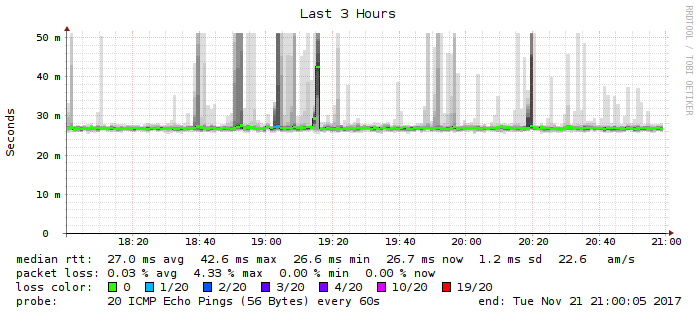 Last 3 Hours
RRDTOOL / TOBI OETIKER
Seconds
50 m
40 m
30 m
20 m
10 m
0
18:20 18:40 19:00 19:20 19:40 20:00 20:20 20:40 21:00
median rtt: 27.0 ms avg 42.6 ms max 26.6 ms min 26.7 ms now 1.2 ms sd 22.6 am/s
packet loss: 0.03 % avg 4.33 % max 0.00 % min 0.00 % now
loss color: 0 1/20 2/20 3/20 4/20 10/20 19/20
probe: 20 ICMP Echo Pings (56 Bytes) every 60s end: Tue Nov 21 21:00:05 2017